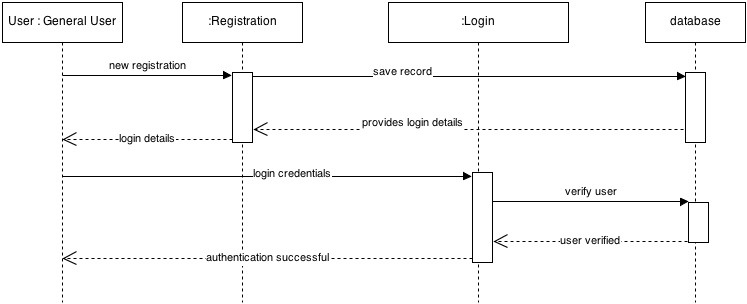 User : General User
:Registration
:Login
database
new registration
save record
provides login details
login details
login credentials
verify user
user verified
authentication successful